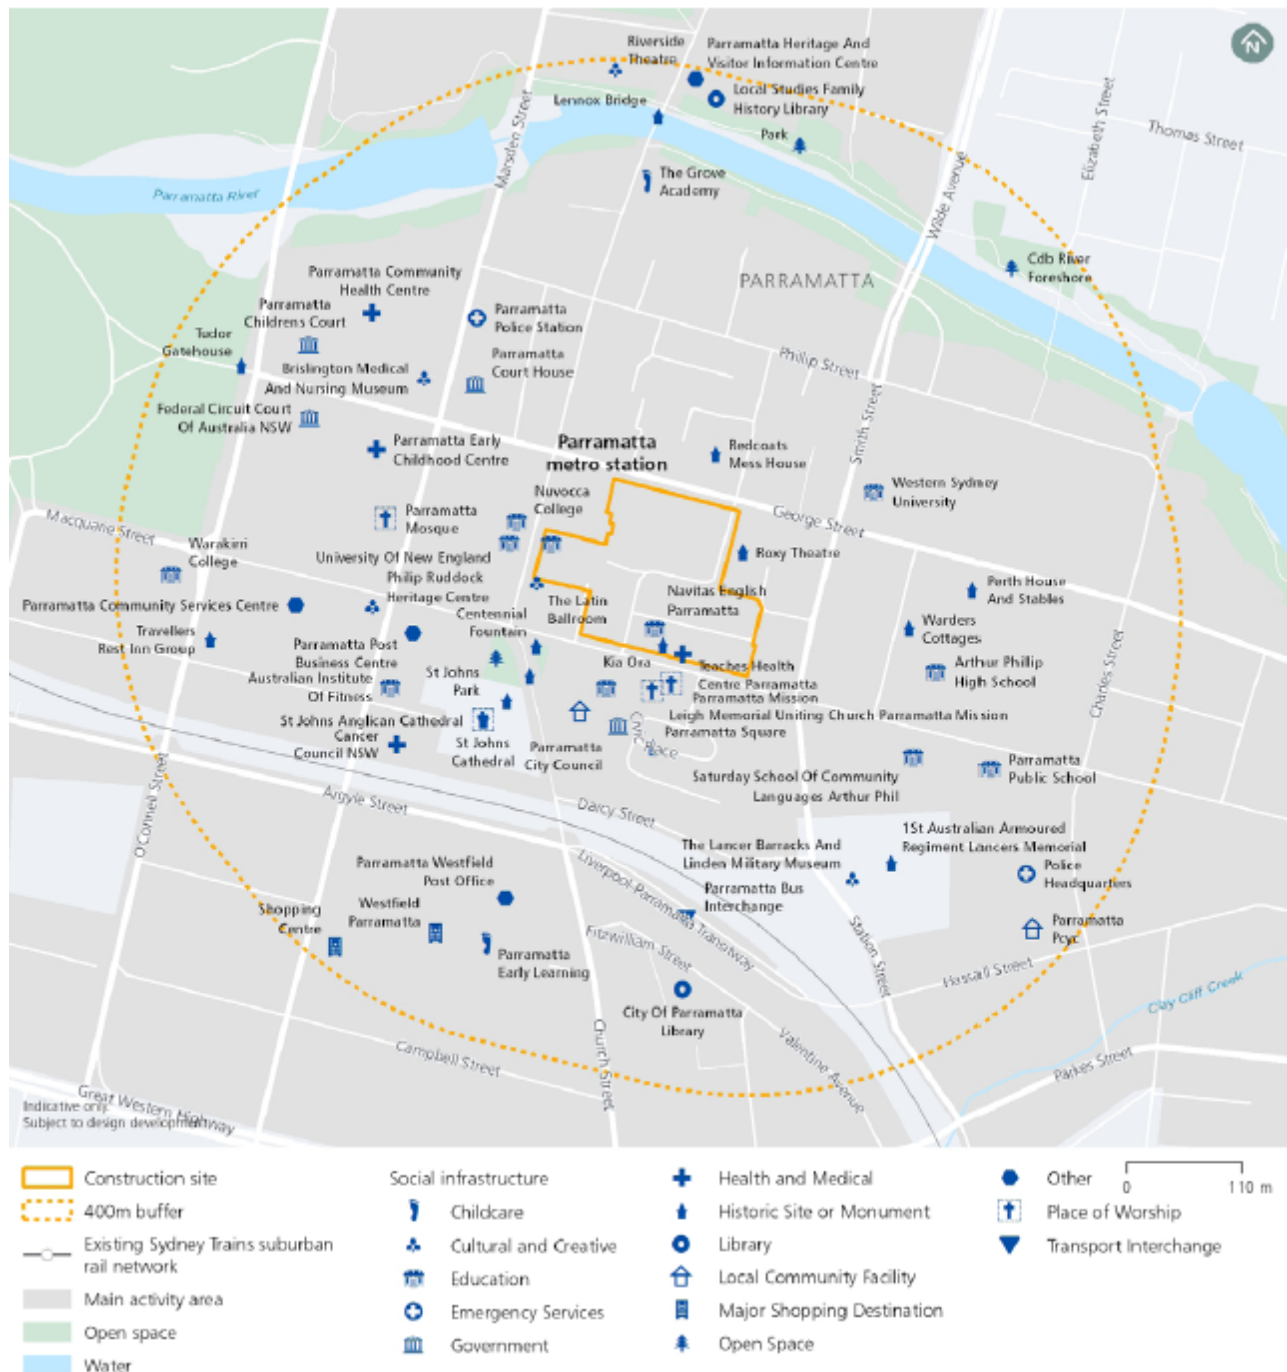 Riverside
Theatre
Parramatta Heritage And
Visitor Information Centre
Local Studies Family
History Library
Lennox Bridge
Park
Marsden Street
Elizabeth Street
Thomas Street
Parramatta River
The Grove
Academy
Wilde Avenue
Cdb River
Foreshore
PARRAMATTA
Parramatta Community
Health Centre
Parramatta
Childrens Court
Parramatta
Police Station
Tudor
Gatehouse
Brislington Medical
And Nursing Museum
Parramatta
Court House
Phillip Street
Smith Street
Federal Circuit Court
Of Australia NSW
Parramatta Early
Childhood Centre
Parramatta
metro station
Redcoats
Mess House
Western Sydney
University
Nuvocca
College
George Street
Macquarie Street
Parramatta
Mosque
Warakirri
College
University Of New England
Roxy Theatre
Philip Ruddock
Heritage Centre
Navitas English
Parramatta
Perth House
And Stables
Parramatta Community Services Centre
The Latin
Ballroom
Centennial
Fountain
Warders
Cottages
Travellers
Rest Inn Group
Parramatta Post
Business Centre
Kia Ora
Teaches Health
Centre Parramatta
Arthur Phillip
High School
Charles Street
Australian Institute
Of Fitness
St Johns
Park
Parramatta Mission
Leigh Memorial Uniting Church Parramatta Mission
St Johns Anglican Cathedral
Parramatta Square
Civic Place
Cancer
Council NSW
St Johns
Cathedral
Parramatta
City Council
Parramatta
Public School
Saturday School Of Community
Languages Arthur Phil
O'Connell Street
Argyle Street
Darcy Street
1St Australian Armoured
Regiment Lancers Memorial
The Lancer Barracks And
Linden Military Museum
Police
Headquarters
Parramatta Westfield
Post Office
Liverpool-Parramatta Transitway
Parramatta Bus
Interchange
Shopping
Centre
Westfield
Parramatta
Parramatta
Pcyc
Fitzwilliam Street
Station Street
Parramatta
Early Learning
Hassall Street
Clay Cliff Creek
City Of Parramatta
Library
Church Street
Valentine Avenue
Campbell Street
Parkes Street
Great Western Highway
Indicative only.
Subject to design development
Construction site
400m buffer
Existing Sydney Trains suburban
rail network
Main activity area
Open space
Water
Social infrastructure
Childcare
Cultural and Creative
Education
Emergency Services
Government
Health and Medical
Historic Site or Monument
Library
Local Community Facility
Major Shopping Destination
Open Space
Other
Place of Worship
Transport Interchange
0 110 m
N